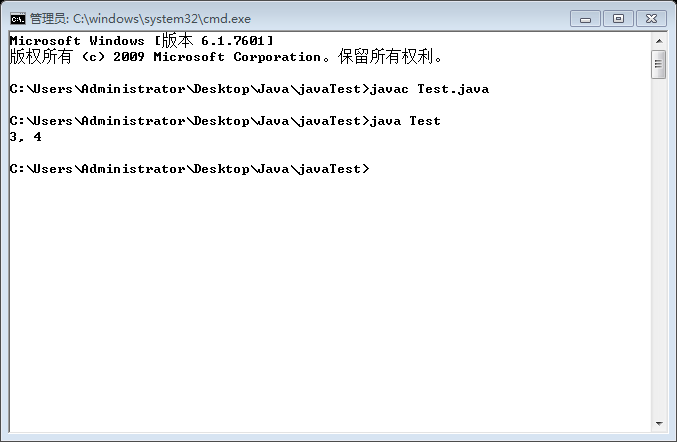 管理员: C:\windows\system32\cmd.exe
Microsoft Windows [版本 6.1.7601]
版权所有 (c) 2009 Microsoft Corporation。保留所有权利。
C:\Users\Administrator\Desktop\Java\javaTest>javac Test.java
C:\Users\Administrator\Desktop\Java\javaTest>java Test
3, 4
C:\Users\Administrator\Desktop\Java\javaTest>